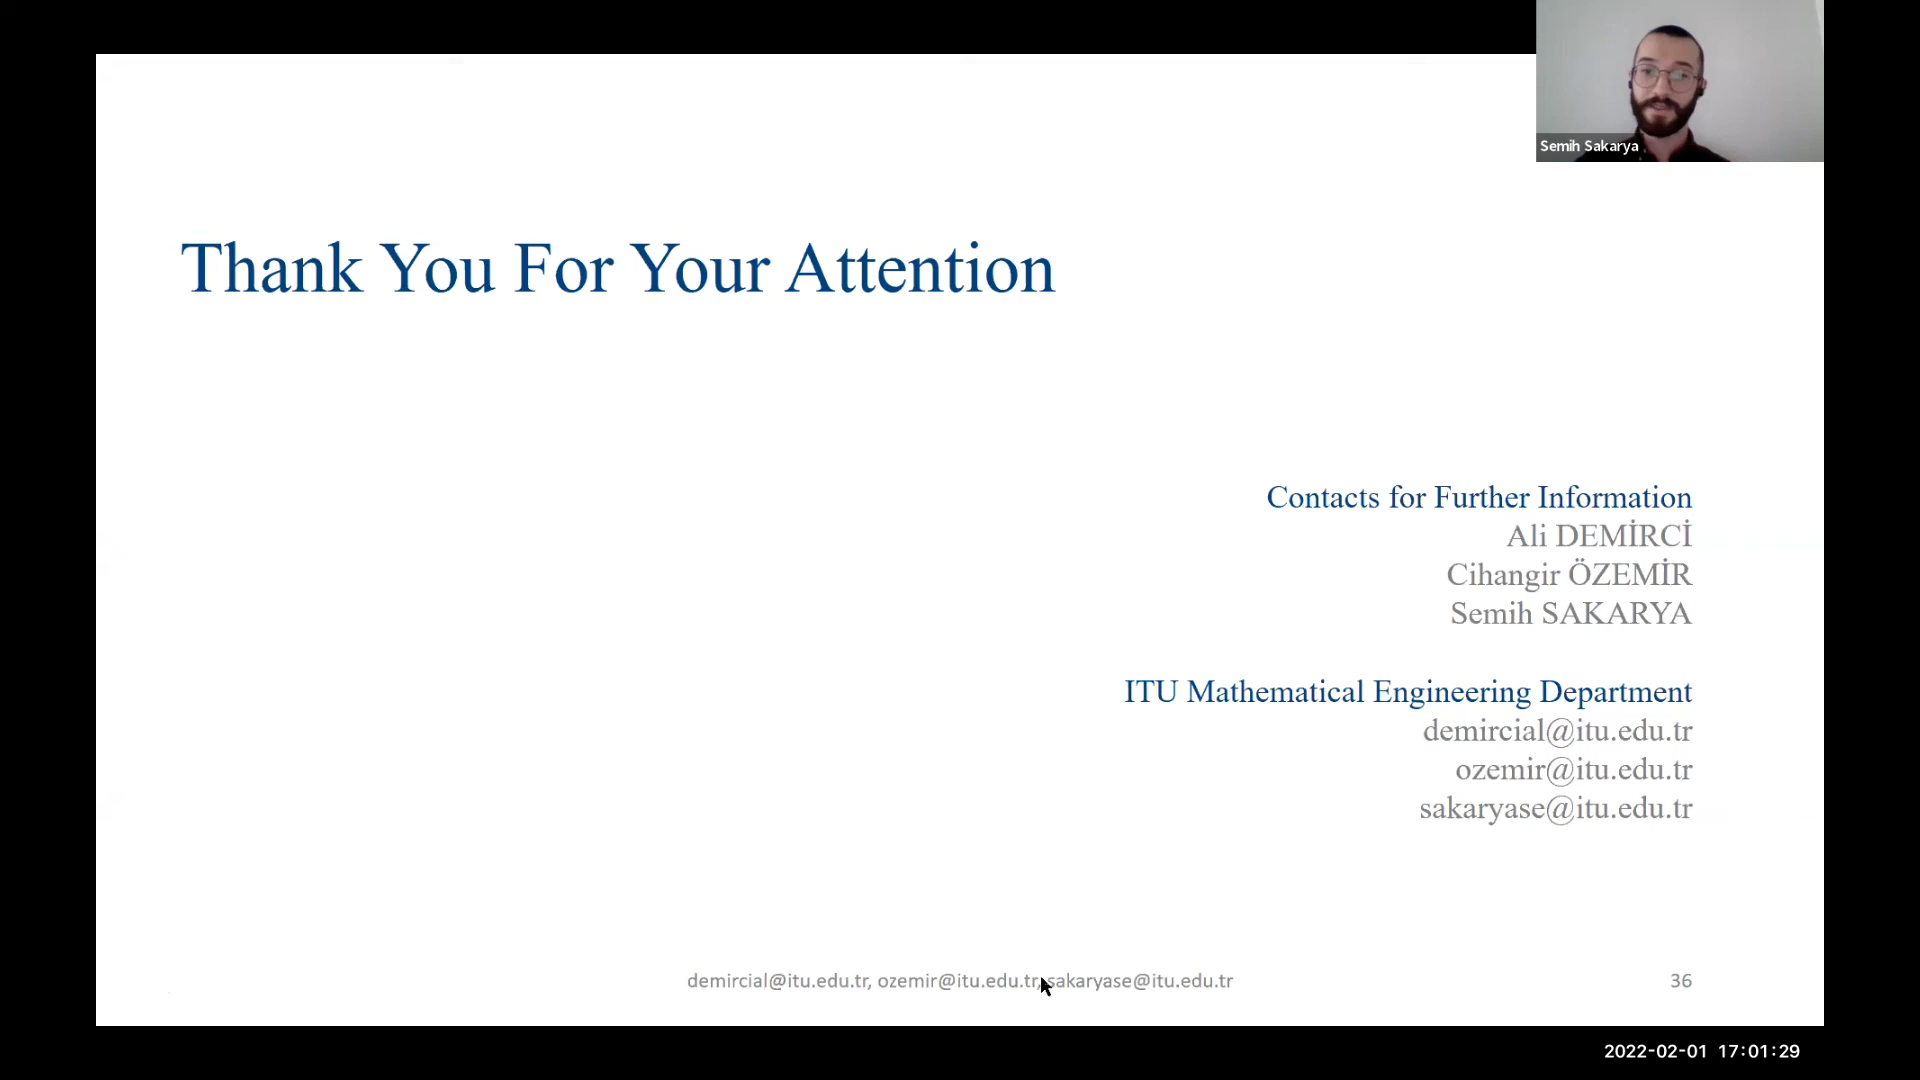 Semih Sakarya
Thank You For Your Attention
Contacts for Further Information
Ali DEMİRCİ
Cihangir ÖZEMİR
Semih SAKARYA
ITU Mathematical Engineering Department
demircial@itu.edu.tr
ozemir@itu.edu.tr
sakaryase@itu.edu.tr
demircial@itu.edu.tr, ozemir@itu.edu.tr, sakaryase@itu.edu.tr
36
2022-02-01 17:01:29